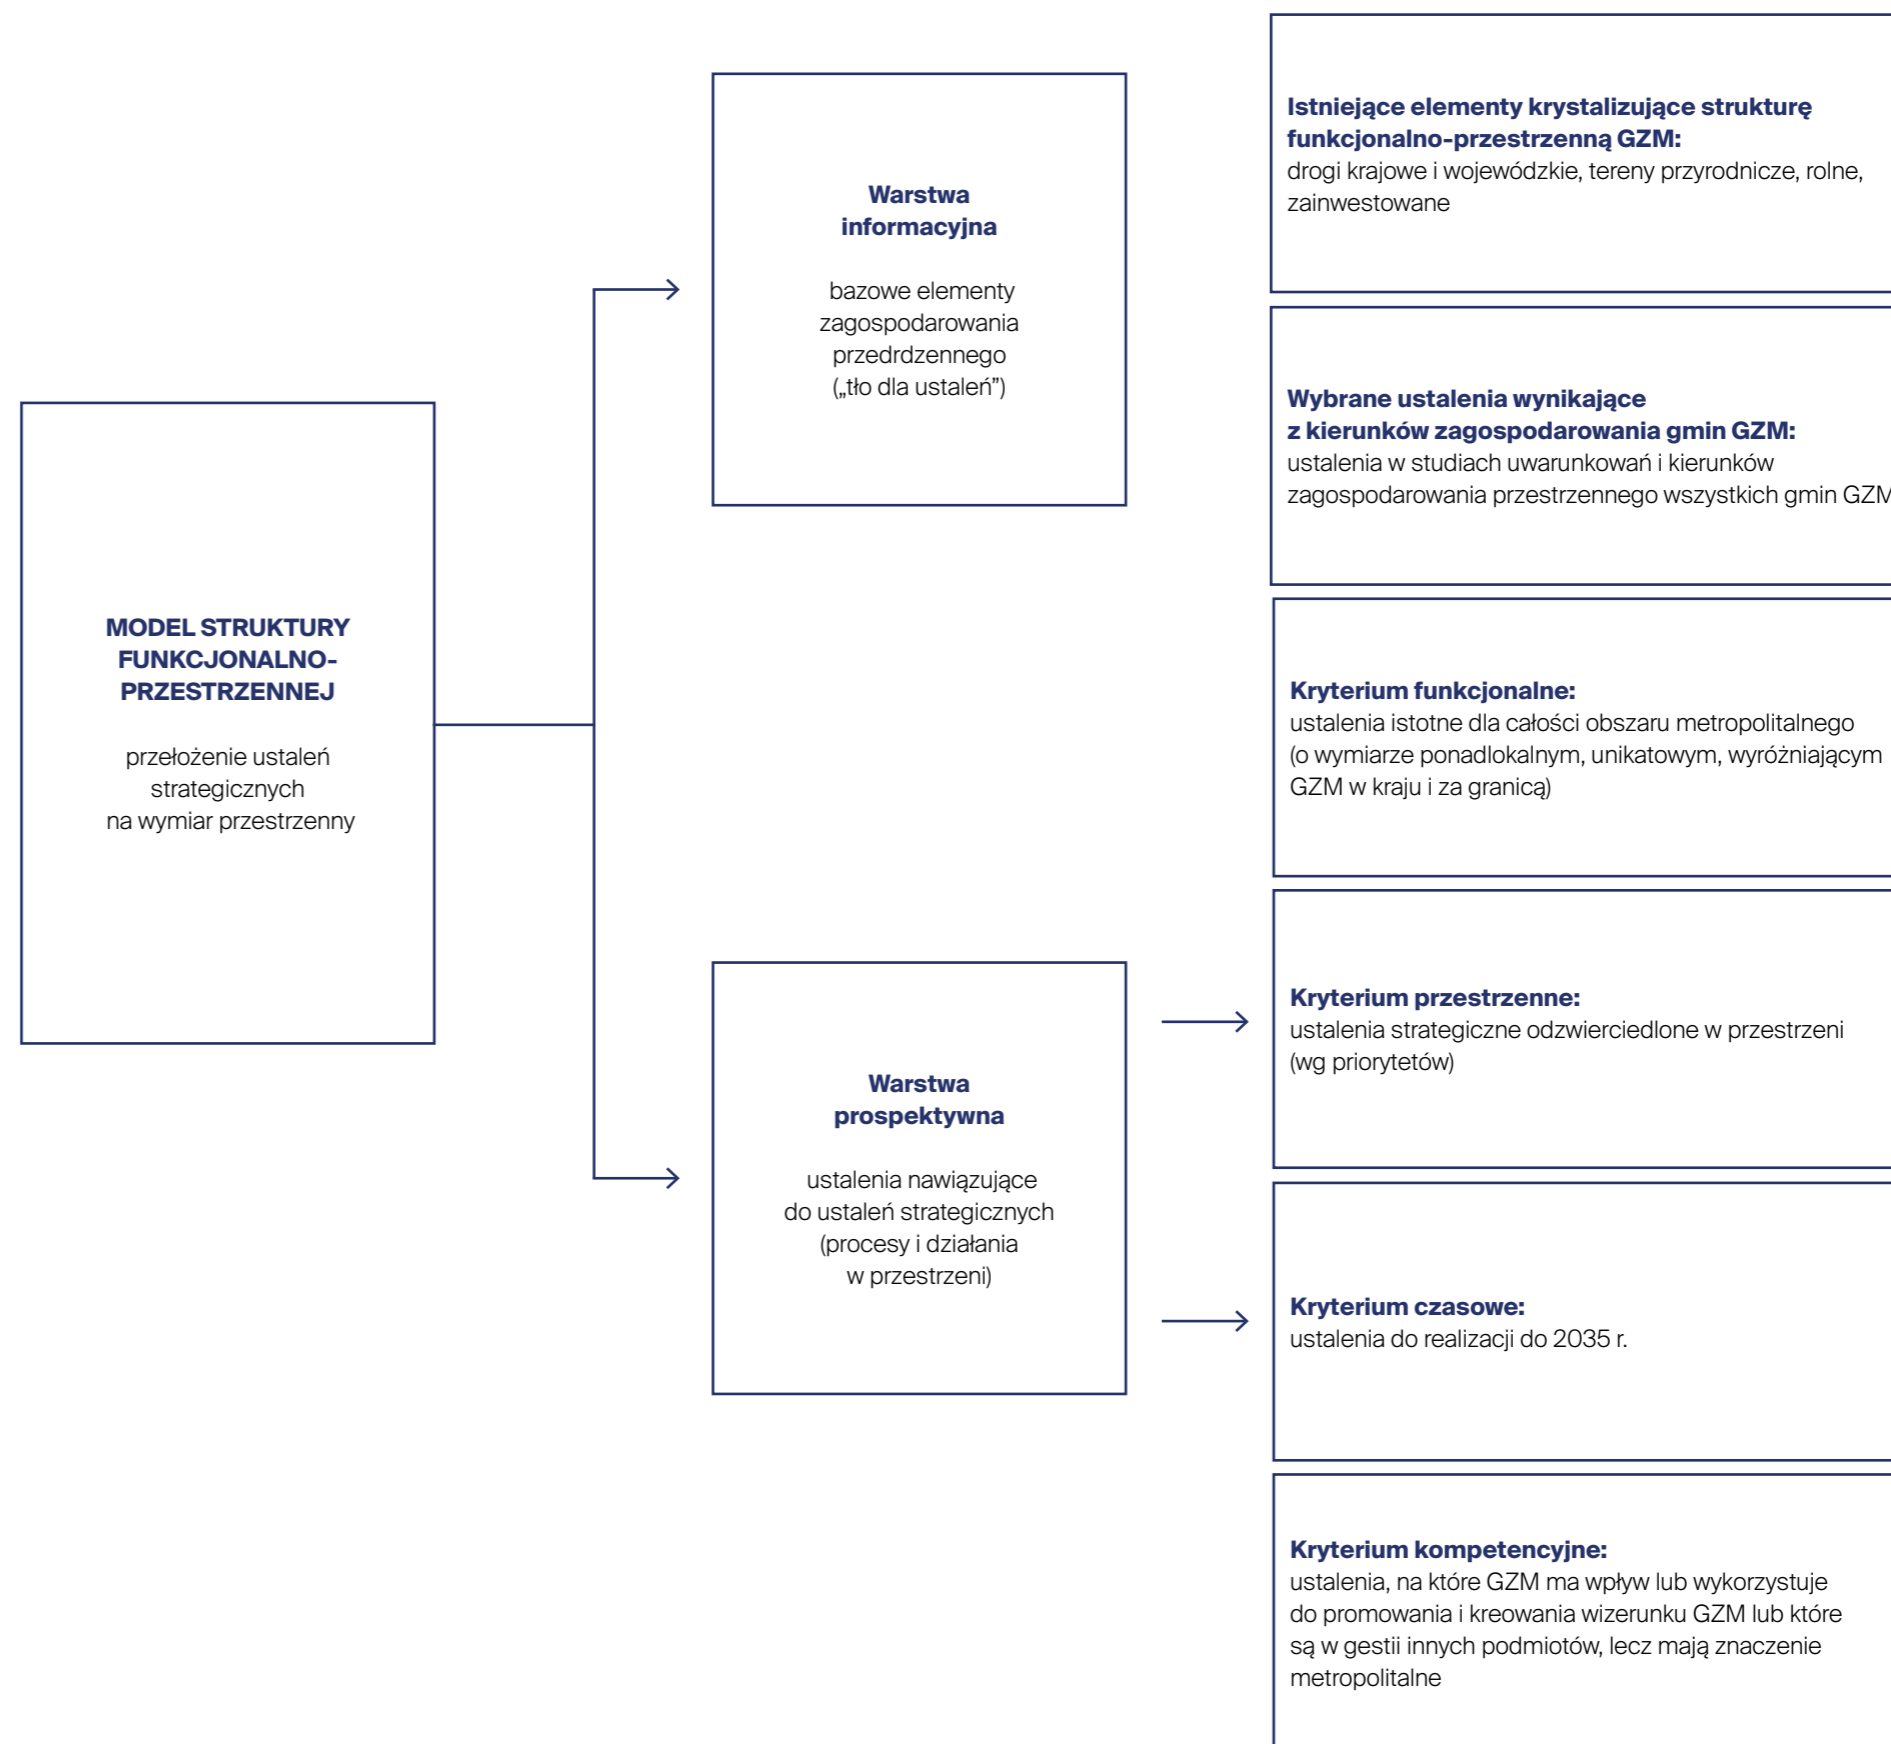 MODEL STRUKTURY
FUNKCJONALNO-
PRZESTRZENNEJ
przełożenie ustaleń
strategicznych
na wymiar przestrzenny
Warstwa
informacyjna
bazowe elementy
zagospodarowania
przedrdzennego
(„tło dla ustaleń”)
Warstwa
prospektywna
ustalenia nawiązujące
do ustaleń strategicznych
(procesy i działania
w przestrzeni)
Istniejące elementy krystalizujące strukturę
funkcjonalno-przestrzenną GZM:
drogi krajowe i wojewódzkie, tereny przyrodnicze, rolne,
zainwestowane
Wybrane ustalenia wynikające
z kierunków zagospodarowania gmin GZM:
ustalenia w studiach uwarunkowań i kierunków
zagospodarowania przestrzennego wszystkich gmin GZM
Kryterium funkcjonalne:
ustalenia istotne dla całości obszaru metropolitalnego
(o wymiarze ponadlokalnym, unikatowym, wyróżniającym
GZM w kraju i za granicą)
Kryterium przestrzenne:
ustalenia strategiczne odzwierciedlone w przestrzeni
(wg priorytetów)
Kryterium czasowe:
ustalenia do realizacji do 2035 r.
Kryterium kompetencyjne:
ustalenia, na które GZM ma wpływ lub wykorzystuje
do promowania i kreowania wizerunku GZM lub które
są w gestii innych podmiotów, lecz mają znaczenie
metropolitalne